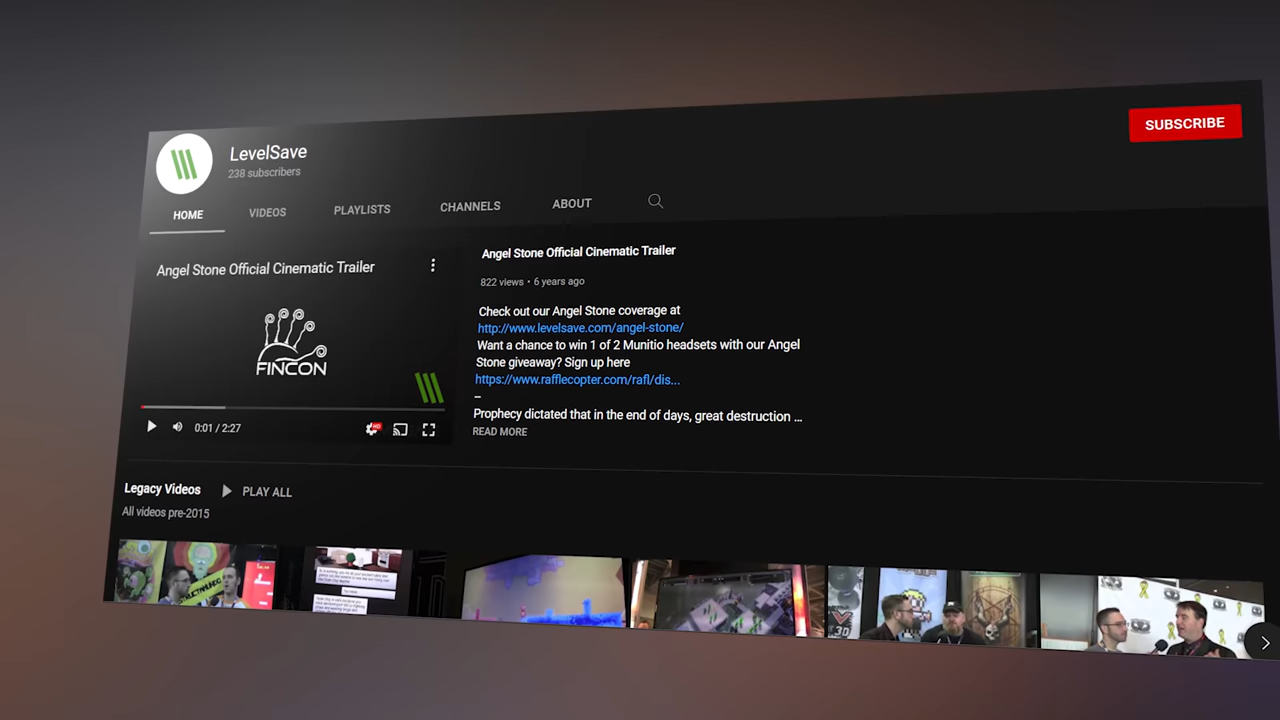 LevelSave
238 subscribers
SUBSCRIBE
HOME
VIDEOS
PLAYLISTS
CHANNELS
ABOUT
Angel Stone Official Cinematic Trailer
FINCON
0:01 / 2:27
HD
Angel Stone Official Cinematic Trailer
822 views • 6 years ago
Check out our Angel Stone coverage at
http://www.levelsave.com/angel-stone/
Want a chance to win 1 of 2 Munitio headsets with our Angel
Stone giveaway? Sign up here
https://www.rafflecopter.com/rafl/dis...
--
Prophecy dictated that in the end of days, great destruction ...
READ MORE
Legacy Videos
PLAY ALL
All videos pre-2015
3D